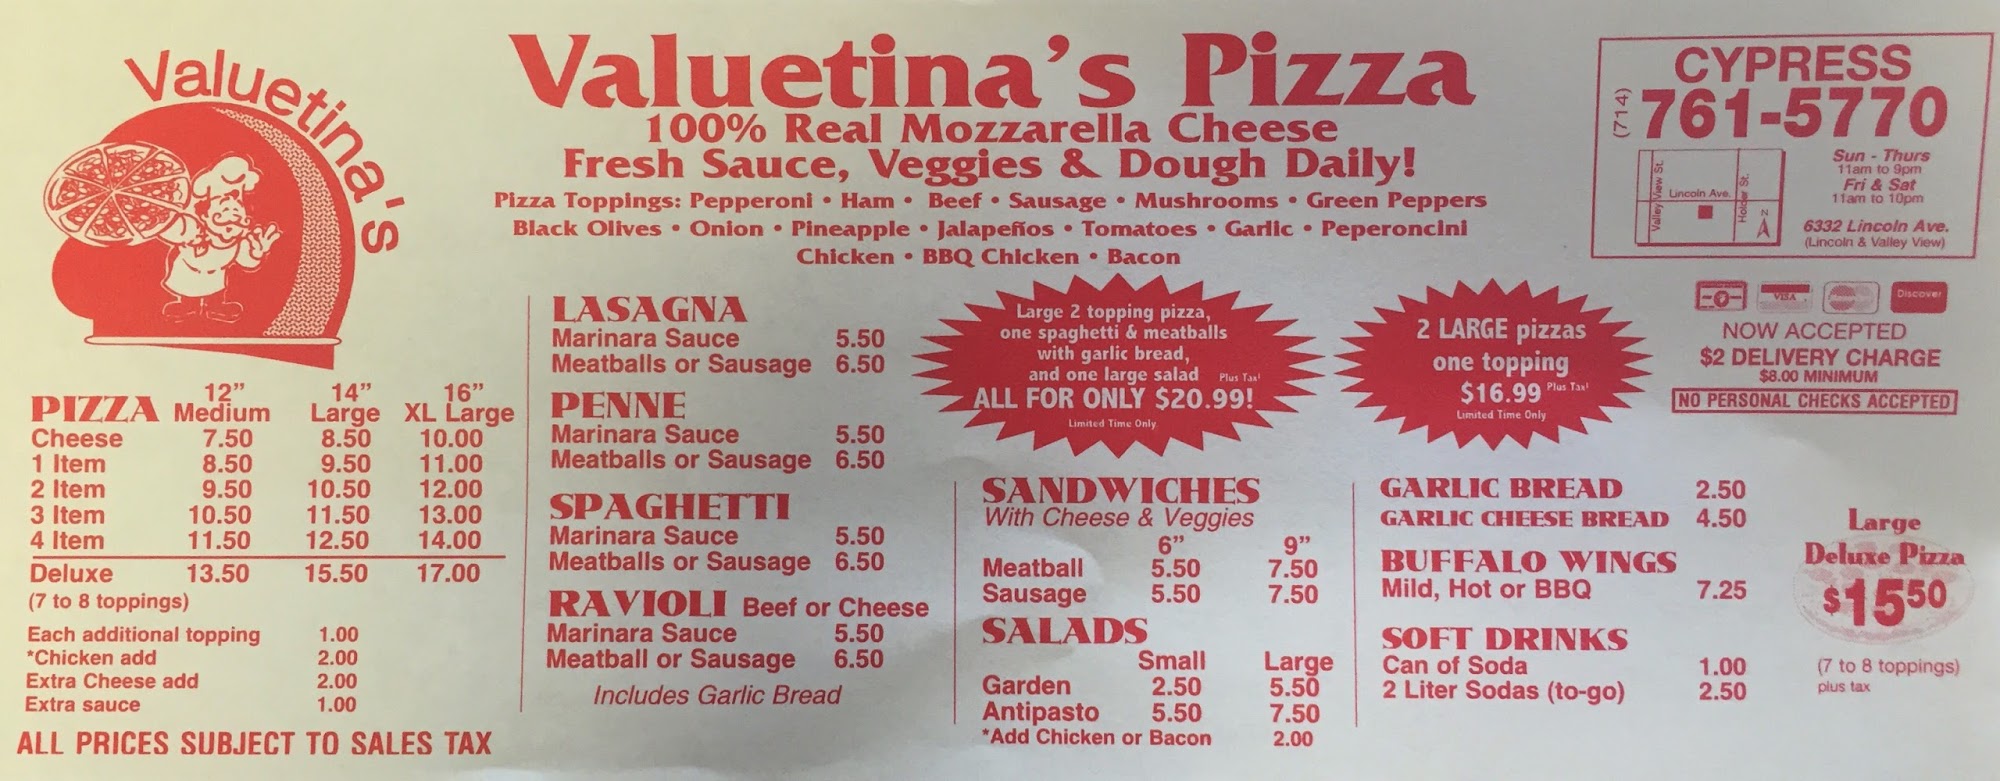 Valuetina's
Valuetina's Pizza
100% Real Mozzarella Cheese
Fresh Sauce, Veggies & Dough Daily!
Pizza Toppings: Pepperoni • Ham • Beef • Sausage • Mushrooms • Green Peppers
Black Olives • Onion • Pineapple • Jalapeños • Tomatoes • Garlic • Peperoncini
Chicken • BBQ Chicken • Bacon
CYPRESS
(714) 761-5770
Valley View St.
Lincoln Ave.
Holder St.
N
Sun - Thurs
11am to 9pm
Fri & Sat
11am to 10pm
6332 Lincoln Ave.
(Lincoln & Valley View)
VISA
Discover
NOW ACCEPTED
$2 DELIVERY CHARGE
$8.00 MINIMUM
NO PERSONAL CHECKS ACCEPTED
12" 14" 16"
PIZZA Medium Large XL Large
Cheese 7.50 8.50 10.00
1 Item 8.50 9.50 11.00
2 Item 9.50 10.50 12.00
3 Item 10.50 11.50 13.00
4 Item 11.50 12.50 14.00
Deluxe 13.50 15.50 17.00
(7 to 8 toppings)
Each additional topping 1.00
*Chicken add 2.00
Extra Cheese add 2.00
Extra sauce 1.00
ALL PRICES SUBJECT TO SALES TAX
LASAGNA
Marinara Sauce 5.50
Meatballs or Sausage 6.50
PENNE
Marinara Sauce 5.50
Meatballs or Sausage 6.50
SPAGHETTI
Marinara Sauce 5.50
Meatballs or Sausage 6.50
RAVIOLI Beef or Cheese
Marinara Sauce 5.50
Meatball or Sausage 6.50
Includes Garlic Bread
Large 2 topping pizza,
one spaghetti & meatballs
with garlic bread,
and one large salad Plus Tax!
ALL FOR ONLY $20.99!
Limited Time Only
2 LARGE pizzas
one topping
$16.99 Plus Tax!
Limited Time Only
SANDWICHES
With Cheese & Veggies
6" 9"
Meatball 5.50 7.50
Sausage 5.50 7.50
SALADS
Small Large
Garden 2.50 5.50
Antipasto 5.50 7.50
*Add Chicken or Bacon 2.00
GARLIC BREAD 2.50
GARLIC CHEESE BREAD 4.50
BUFFALO WINGS
Mild, Hot or BBQ 7.25
SOFT DRINKS
Can of Soda 1.00
2 Liter Sodas (to-go) 2.50
Large
Deluxe Pizza
$15.50
(7 to 8 toppings)
plus tax